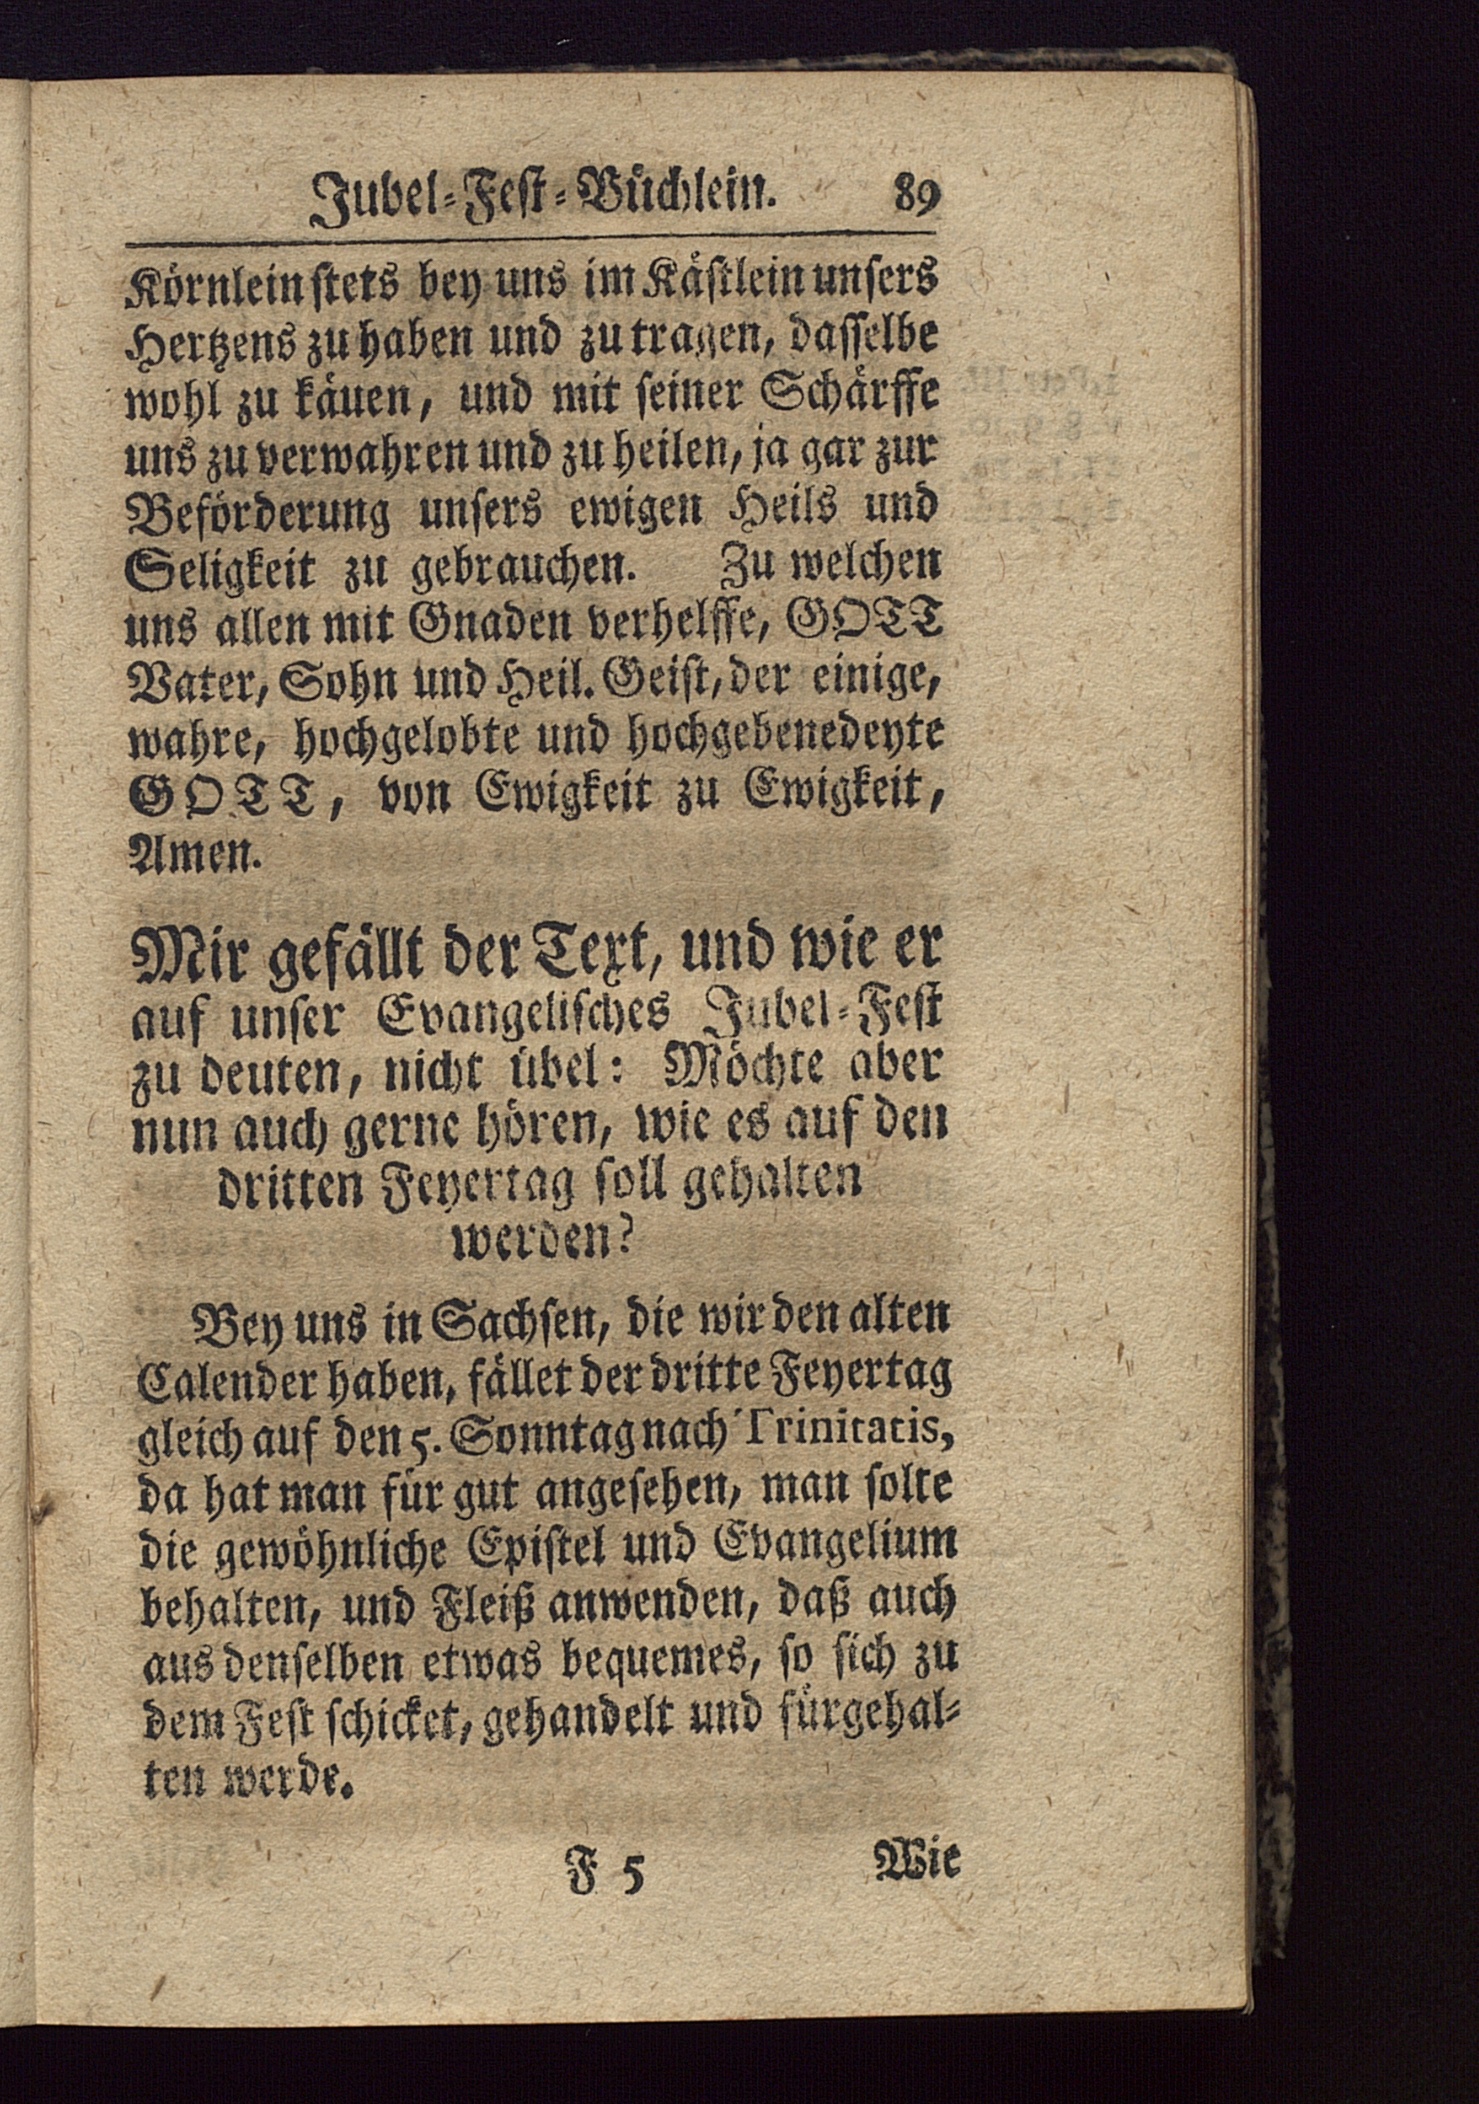 Jubel-Fest-Büchlein. 89
Körnlein stets bey uns im Kästlein unsers
Hertzens zu haben und zu tragen, dasselbe
wohl zu käuen, und mit seiner Schärffe
uns zu verwahren und zu heilen, ja gar zur
Beförderung unsers ewigen Heils und
Seligkeit zu gebrauchen. Zu welchen
uns allen mit Gnaden verhelffe, GOTT
Vater, Sohn und Heil. Geist, der einige,
wahre, hochgelobte und hochgebenedeyte
GOTT, von Ewigkeit zu Ewigkeit,
Amen.
Mir gefällt der Text, und wie er
auf unser Evangelisches Jubel-Fest
zu deuten, nicht übel: Möchte aber
nun auch gerne hören, wie es auf den
dritten Feyertag soll gehalten
werden?
Bey uns in Sachsen, die wir den alten
Calender haben, fället der dritte Feyertag
gleich auf den 5. Sonntag nach Trinitatis,
da hat man für gut angesehen, man solte
die gewöhnliche Epistel und Evangelium
behalten, und Fleiß anwenden, daß auch
aus denselben etwas bequemes, so sich zu
dem Fest schicket, gehandelt und fürgehal-
ten werde.
F 5 Wie